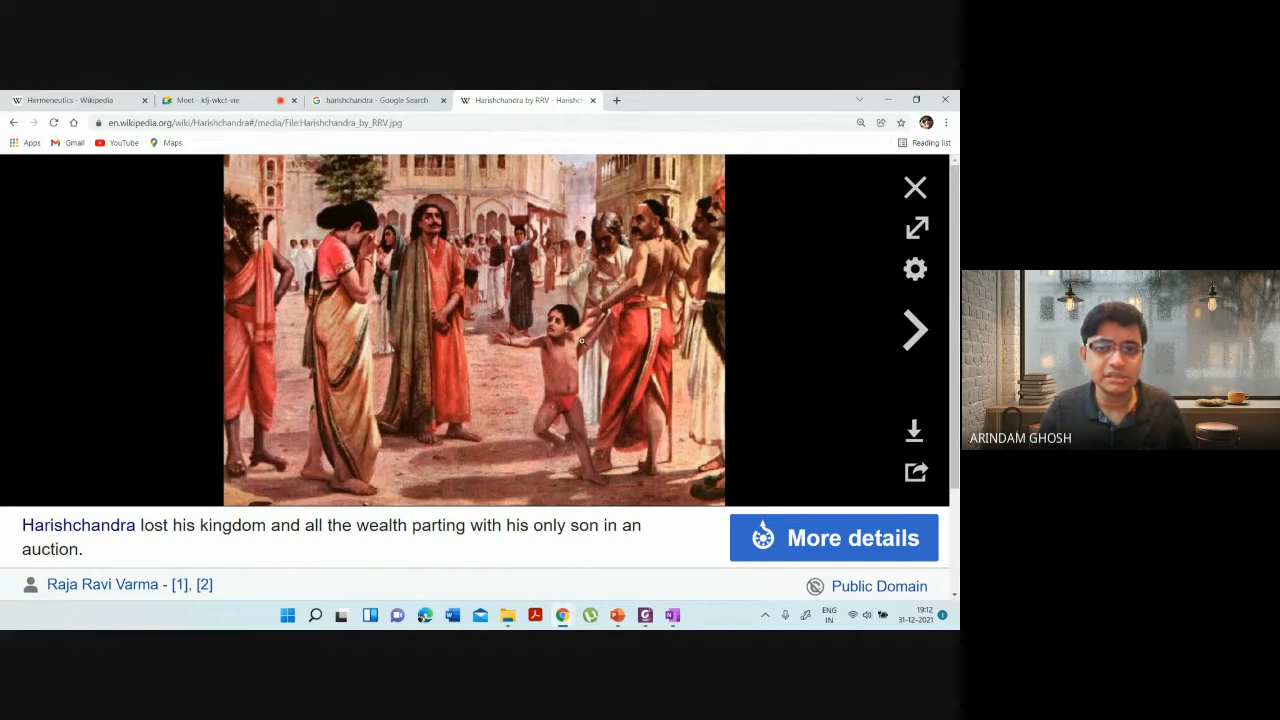 Hermeneutics - Wikipedia
Meet - kfj-wkct-vie
harishchandra - Google Search
Harishchandra by RRV - Harishch
en.wikipedia.org/wiki/Harishchandra#/media/File:Harishchandra_by_RRV.jpg
Apps
Gmail
YouTube
Maps
Reading list
ARINDAM GHOSH
Harishchandra lost his kingdom and all the wealth parting with his only son in an
auction.
More details
Raja Ravi Varma - [1], [2]
Public Domain
ENG
IN
19:12
31-12-2021
1